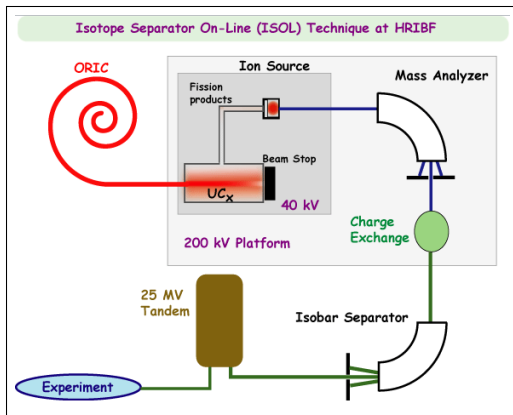 Isotope Separator On-Line (ISOL) Technique at HRIBF
ORIC
Ion Source
Mass Analyzer
Fission
products
Beam Stop
UCx
40 kV
Charge
Exchange
200 kV Platform
25 MV
Tandem
Isobar Separator
Experiment